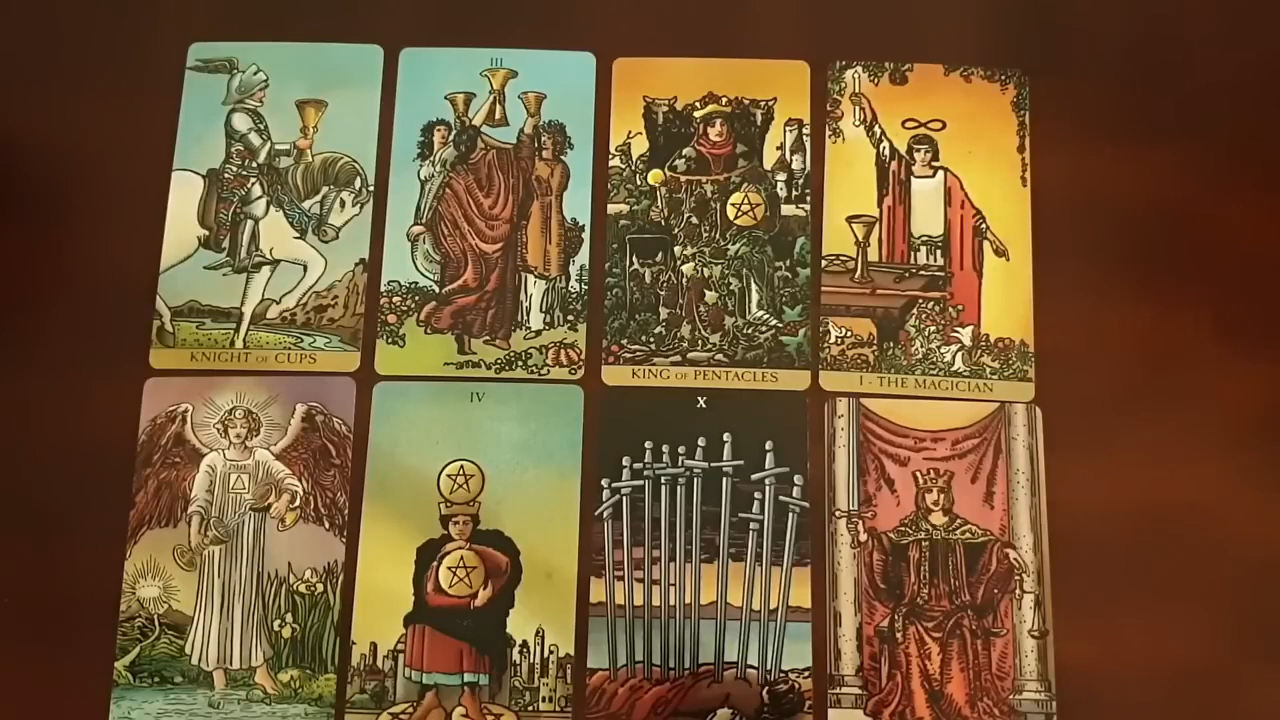 III
KNIGHT OF CUPS
KING OF PENTACLES
I - THE MAGICIAN
IV
X